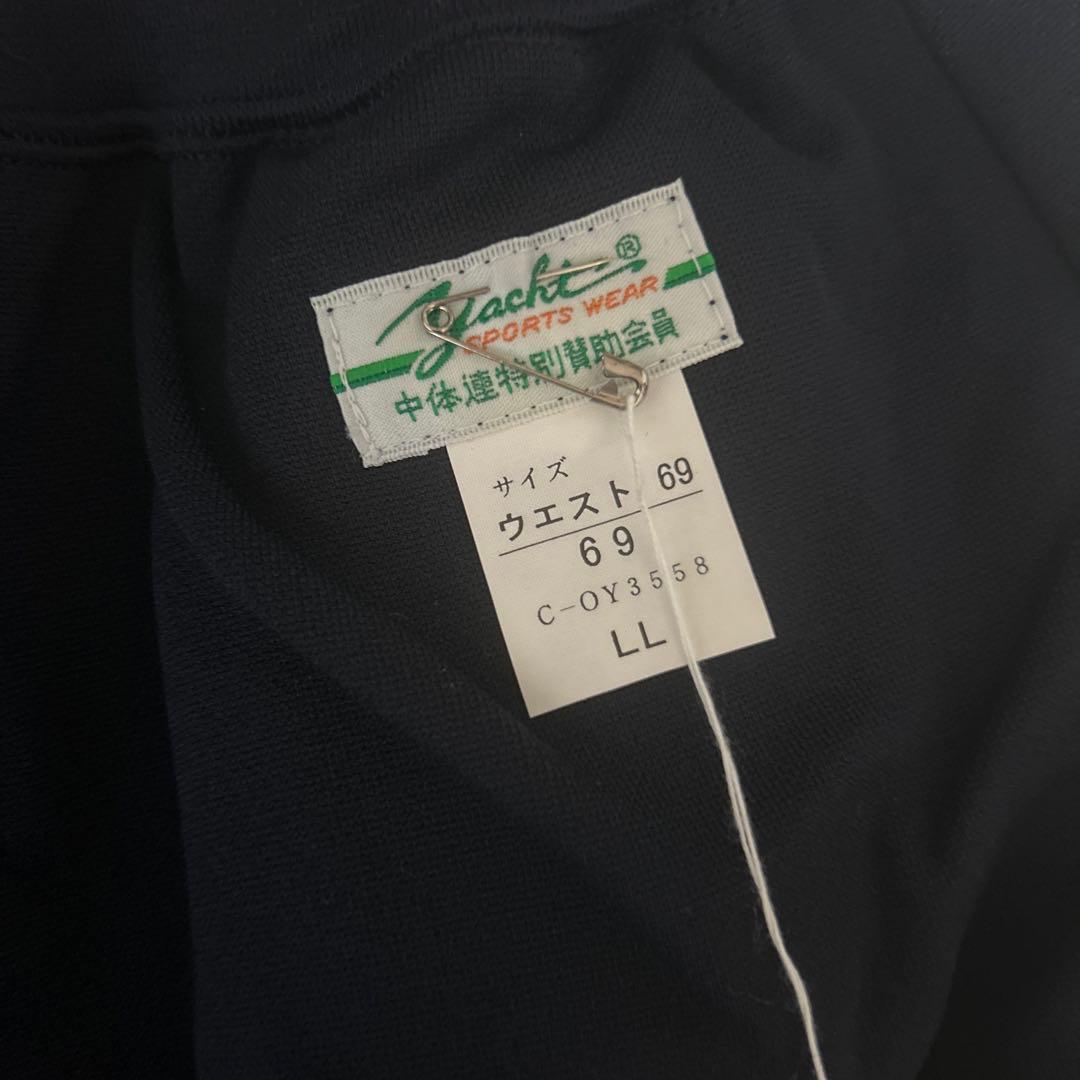 Yacht®
SPORTS WEAR
中体連特別賛助会員
サイズ
ウエスト 69
69
C-OY3558
LL